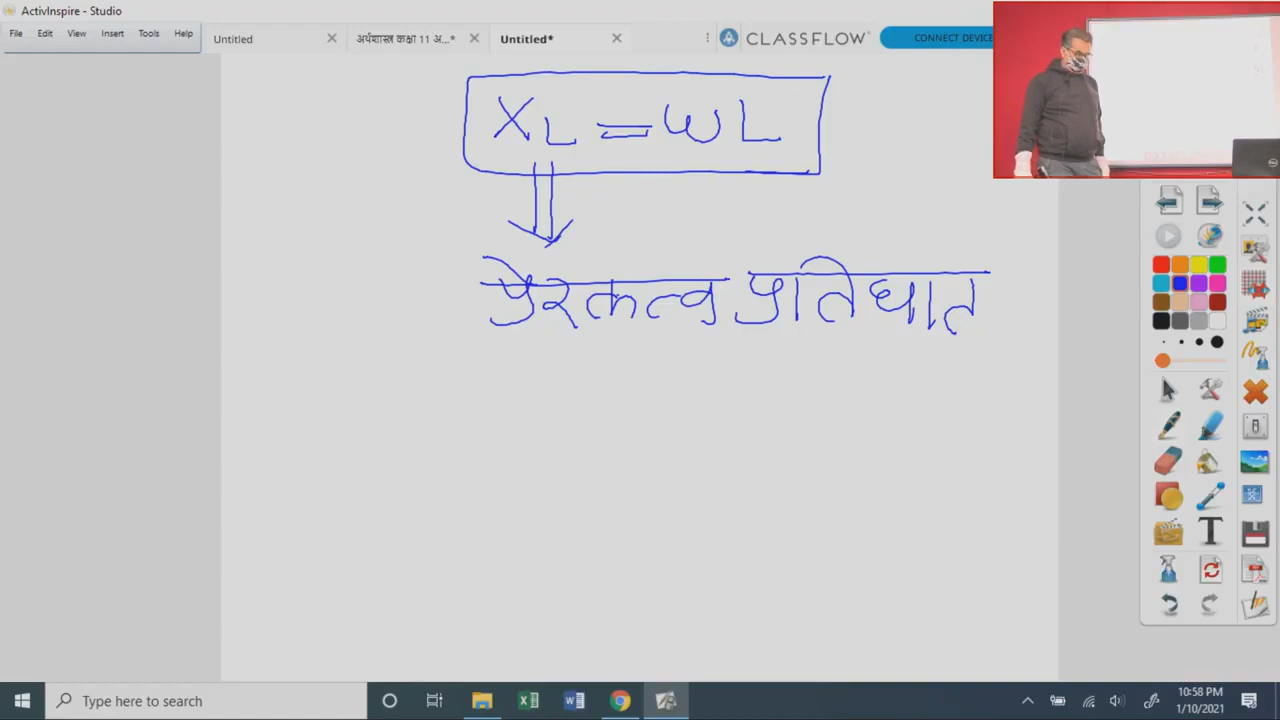 ActivInspire - Studio
File Edit View Insert Tools Help
Untitled
अर्थशास्त्र कक्षा 11 अ...*
Untitled*
CLASSFLOW
CONNECT DEVICE
X_L = ωL
प्रेरकत्व प्रतिघात
T
Type here to search
10:58 PM
1/10/2021